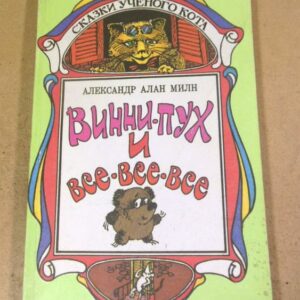 СКАЗКИ УЧЕНОГО КОТА
АЛЕКСАНДР АЛАН МИЛН
ВИННИ-ПУХ
И
ВСЕ-ВСЕ-ВСЕ